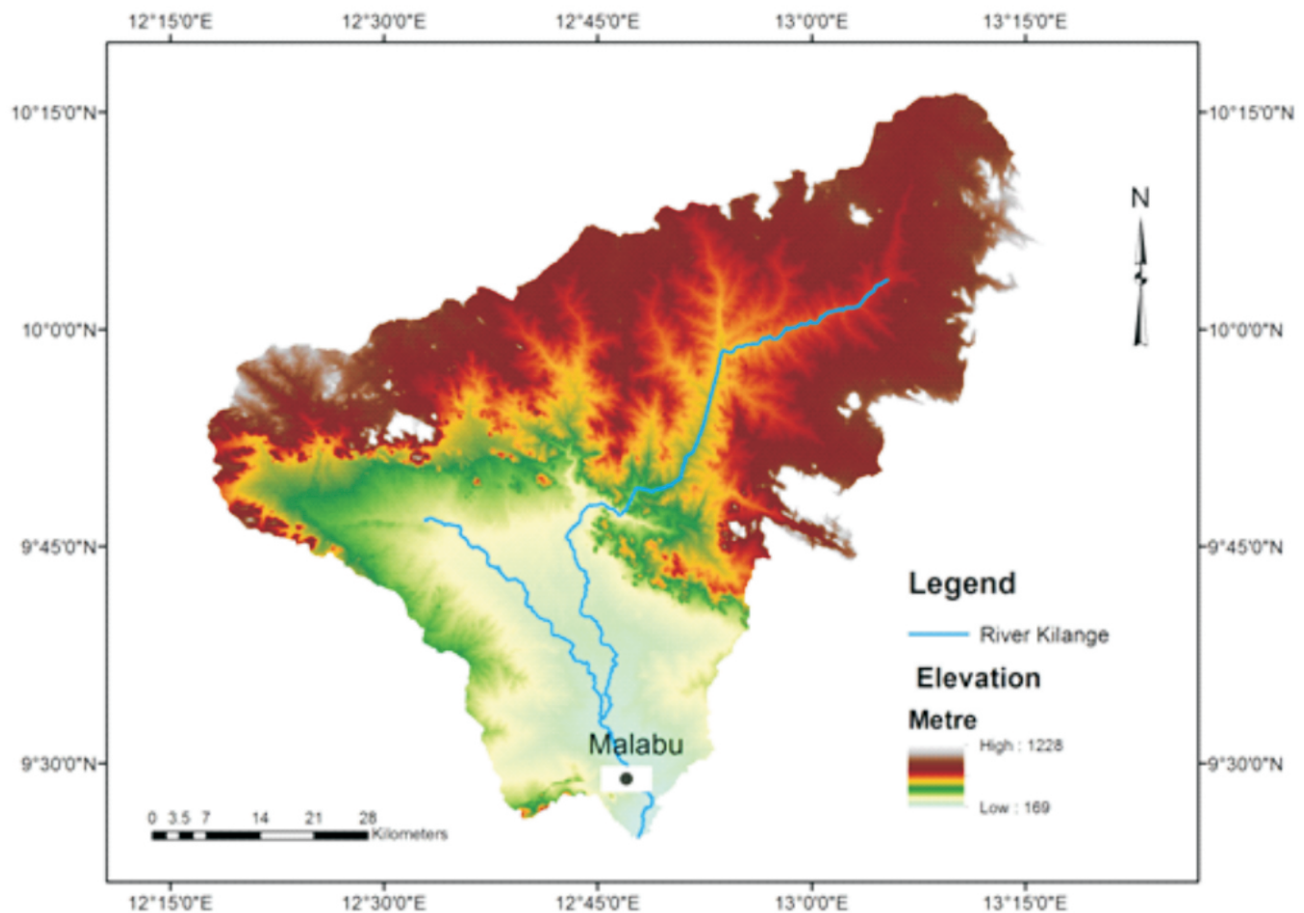 12°15'0"E 12°30'0"E 12°45'0"E 13°0'0"E 13°15'0"E
10°15'0"N 10°15'0"N
N
10°0'0"N 10°0'0"N
9°45'0"N 9°45'0"N
Legend
River Kilange
Elevation
Metre
High : 1228
Low : 169
Malabu
9°30'0"N 9°30'0"N
0 3.5 7 14 21 28
Kilometers
12°15'0"E 12°30'0"E 12°45'0"E 13°0'0"E 13°15'0"E